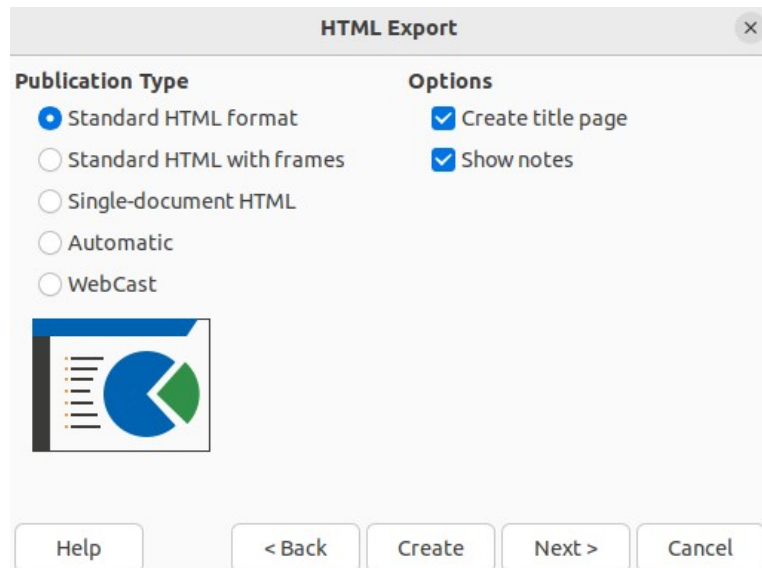 HTML Export
Publication Type
Standard HTML format
Standard HTML with frames
Single-document HTML
Automatic
WebCast
Options
Create title page
Show notes
Help
< Back
Create
Next >
Cancel